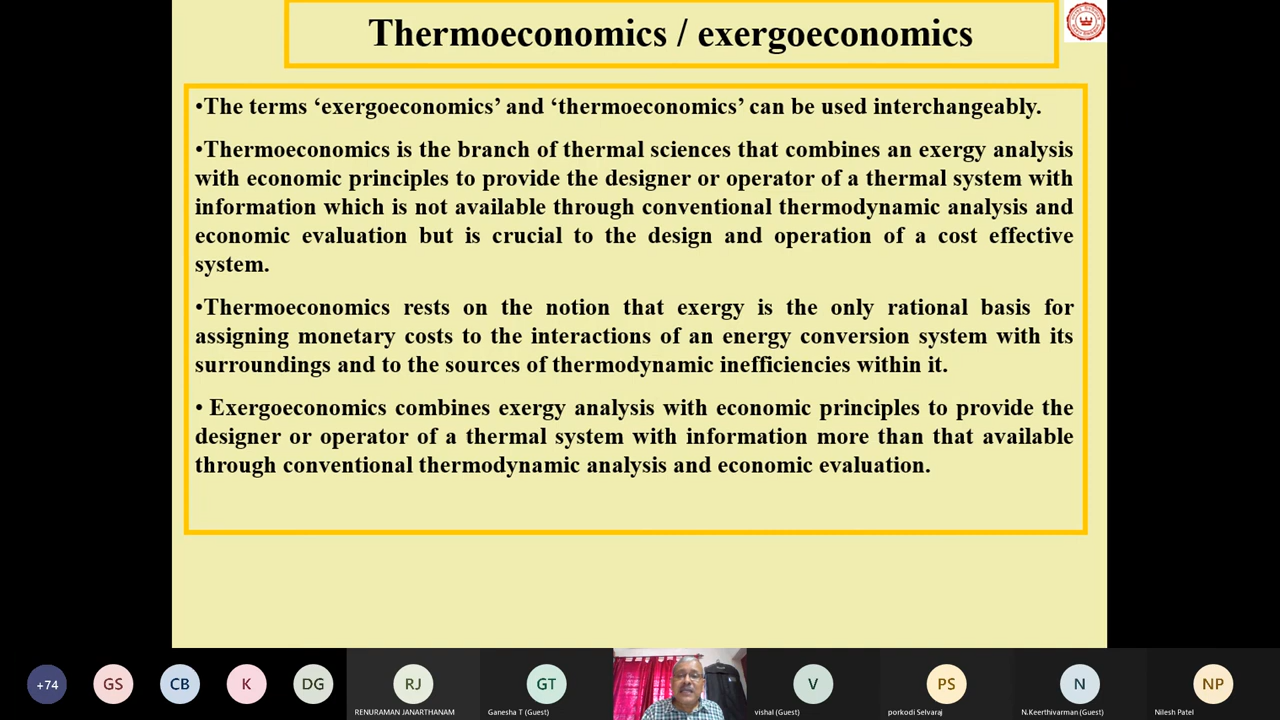 Thermoeconomics / exergoeconomics
•The terms ‘exergoeconomics’ and ‘thermoeconomics’ can be used interchangeably.
•Thermoeconomics is the branch of thermal sciences that combines an exergy analysis
with economic principles to provide the designer or operator of a thermal system with
information which is not available through conventional thermodynamic analysis and
economic evaluation but is crucial to the design and operation of a cost effective
system.
•Thermoeconomics rests on the notion that exergy is the only rational basis for
assigning monetary costs to the interactions of an energy conversion system with its
surroundings and to the sources of thermodynamic inefficiencies within it.
• Exergoeconomics combines exergy analysis with economic principles to provide the
designer or operator of a thermal system with information more than that available
through conventional thermodynamic analysis and economic evaluation.
+74 GS CB K DG RJ GT V PS N NP
RENURAMAN JANARTHANAM Ganesha T (Guest) vishal (Guest) porkodi Selvaraj N.Keerthivarman (Guest) Nilesh Patel